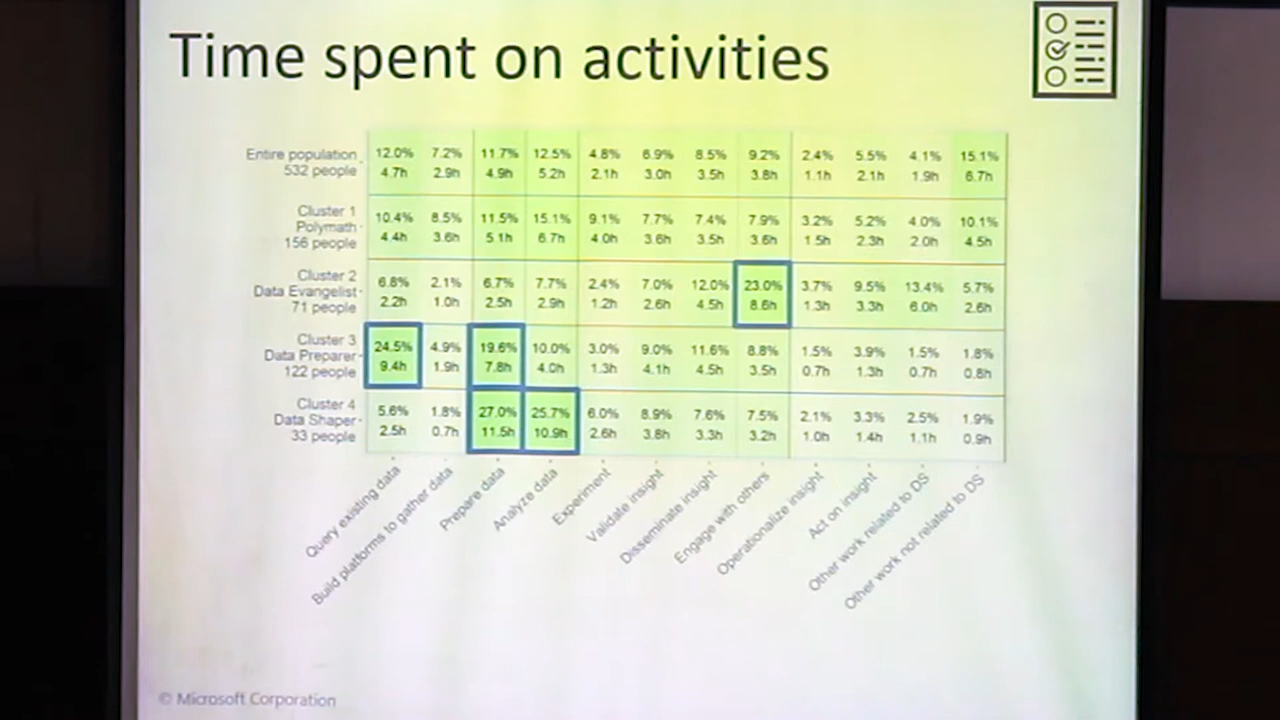 Time spent on activities
Entire population 12.0% 7.2% 11.7% 12.5% 4.8% 6.9% 8.5% 9.2% 2.4% 5.5% 4.1% 15.1%
532 people 4.7h 2.9h 4.9h 5.2h 2.1h 3.0h 3.5h 3.8h 1.1h 2.1h 1.9h 6.7h
Cluster 1
Polymath 10.4% 8.5% 11.5% 15.1% 9.1% 7.7% 7.4% 7.9% 3.2% 5.2% 4.0% 10.1%
156 people 4.4h 3.6h 5.1h 6.7h 4.0h 3.6h 3.5h 3.6h 1.5h 2.3h 2.0h 4.5h
Cluster 2
Data Evangelist 6.8% 2.1% 6.7% 7.7% 2.4% 7.0% 12.0% 23.0% 3.7% 9.5% 13.4% 5.7%
71 people 2.2h 1.0h 2.5h 2.9h 1.2h 2.6h 4.5h 8.6h 1.3h 3.3h 6.0h 2.6h
Cluster 3
Data Preparer 24.5% 4.9% 19.6% 10.0% 3.0% 9.0% 11.6% 8.8% 1.5% 3.9% 1.5% 1.8%
122 people 9.4h 1.9h 7.8h 4.0h 1.3h 4.1h 4.5h 3.5h 0.7h 1.3h 0.7h 0.8h
Cluster 4
Data Shaper 5.6% 1.8% 27.0% 25.7% 6.0% 8.9% 7.6% 7.5% 2.1% 3.3% 2.5% 1.9%
33 people 2.5h 0.7h 11.5h 10.9h 2.6h 3.8h 3.3h 3.2h 1.0h 1.4h 1.1h 0.9h
Query existing data
Build platforms to gather data
Prepare data
Analyze data
Experiment
Validate insight
Disseminate insight
Engage with others
Operationalize insight
Act on insight
Other work related to DS
Other work not related to DS
© Microsoft Corporation